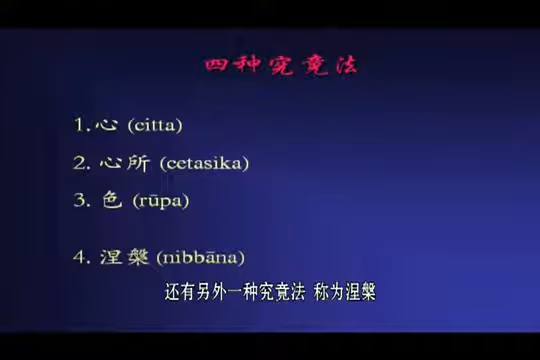 四种究竟法
1.心 (citta)
2. 心所 (cetasika)
3. 色 (rūpa)
4. 涅槃 (nibbāna)
还有另外一种究竟法 称为涅槃